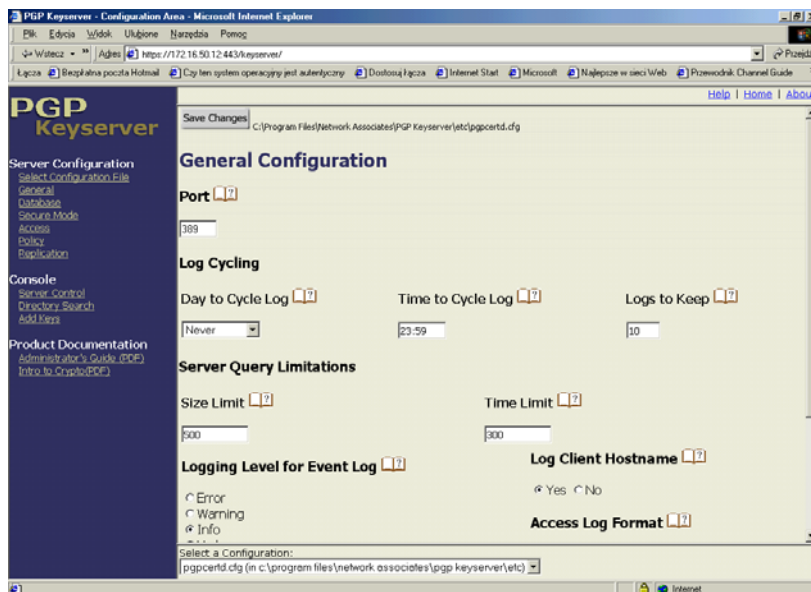 PGP Keyserver - Configuration Area - Microsoft Internet Explorer
Plik Edycja Widok Ulubione Narzędzia Pomoc
Wstecz Adres https://172.16.50.12:443/keyserver/ Przejdź
Łącza Bezpłatna poczta Hotmail Czy ten system operacyjny jest autentyczny Dostosuj łącza Internet Start Microsoft Najlepsze w sieci Web Przewodnik Channel Guide
Help | Home | Abou
PGP
Keyserver
Server Configuration
Select Configuration File
General
Database
Secure Mode
Access
Policy
Replication
Console
Server Control
Directory Search
Add Keys
Product Documentation
Administrator's Guide (PDF)
Intro to Crypto(PDF)
Save Changes C:\Program Files\Network Associates\PGP Keyserver\etc\pgpcertd.cfg
General Configuration
Port
389
Log Cycling
Day to Cycle Log Time to Cycle Log Logs to Keep
Never 23:59 10
Server Query Limitations
Size Limit Time Limit
500 300
Logging Level for Event Log Log Client Hostname
Error Yes No
Warning
Info Access Log Format
Select a Configuration:
pgpcertd.cfg (in c:\program files\network associates\pgp keyserver\etc)
Internet